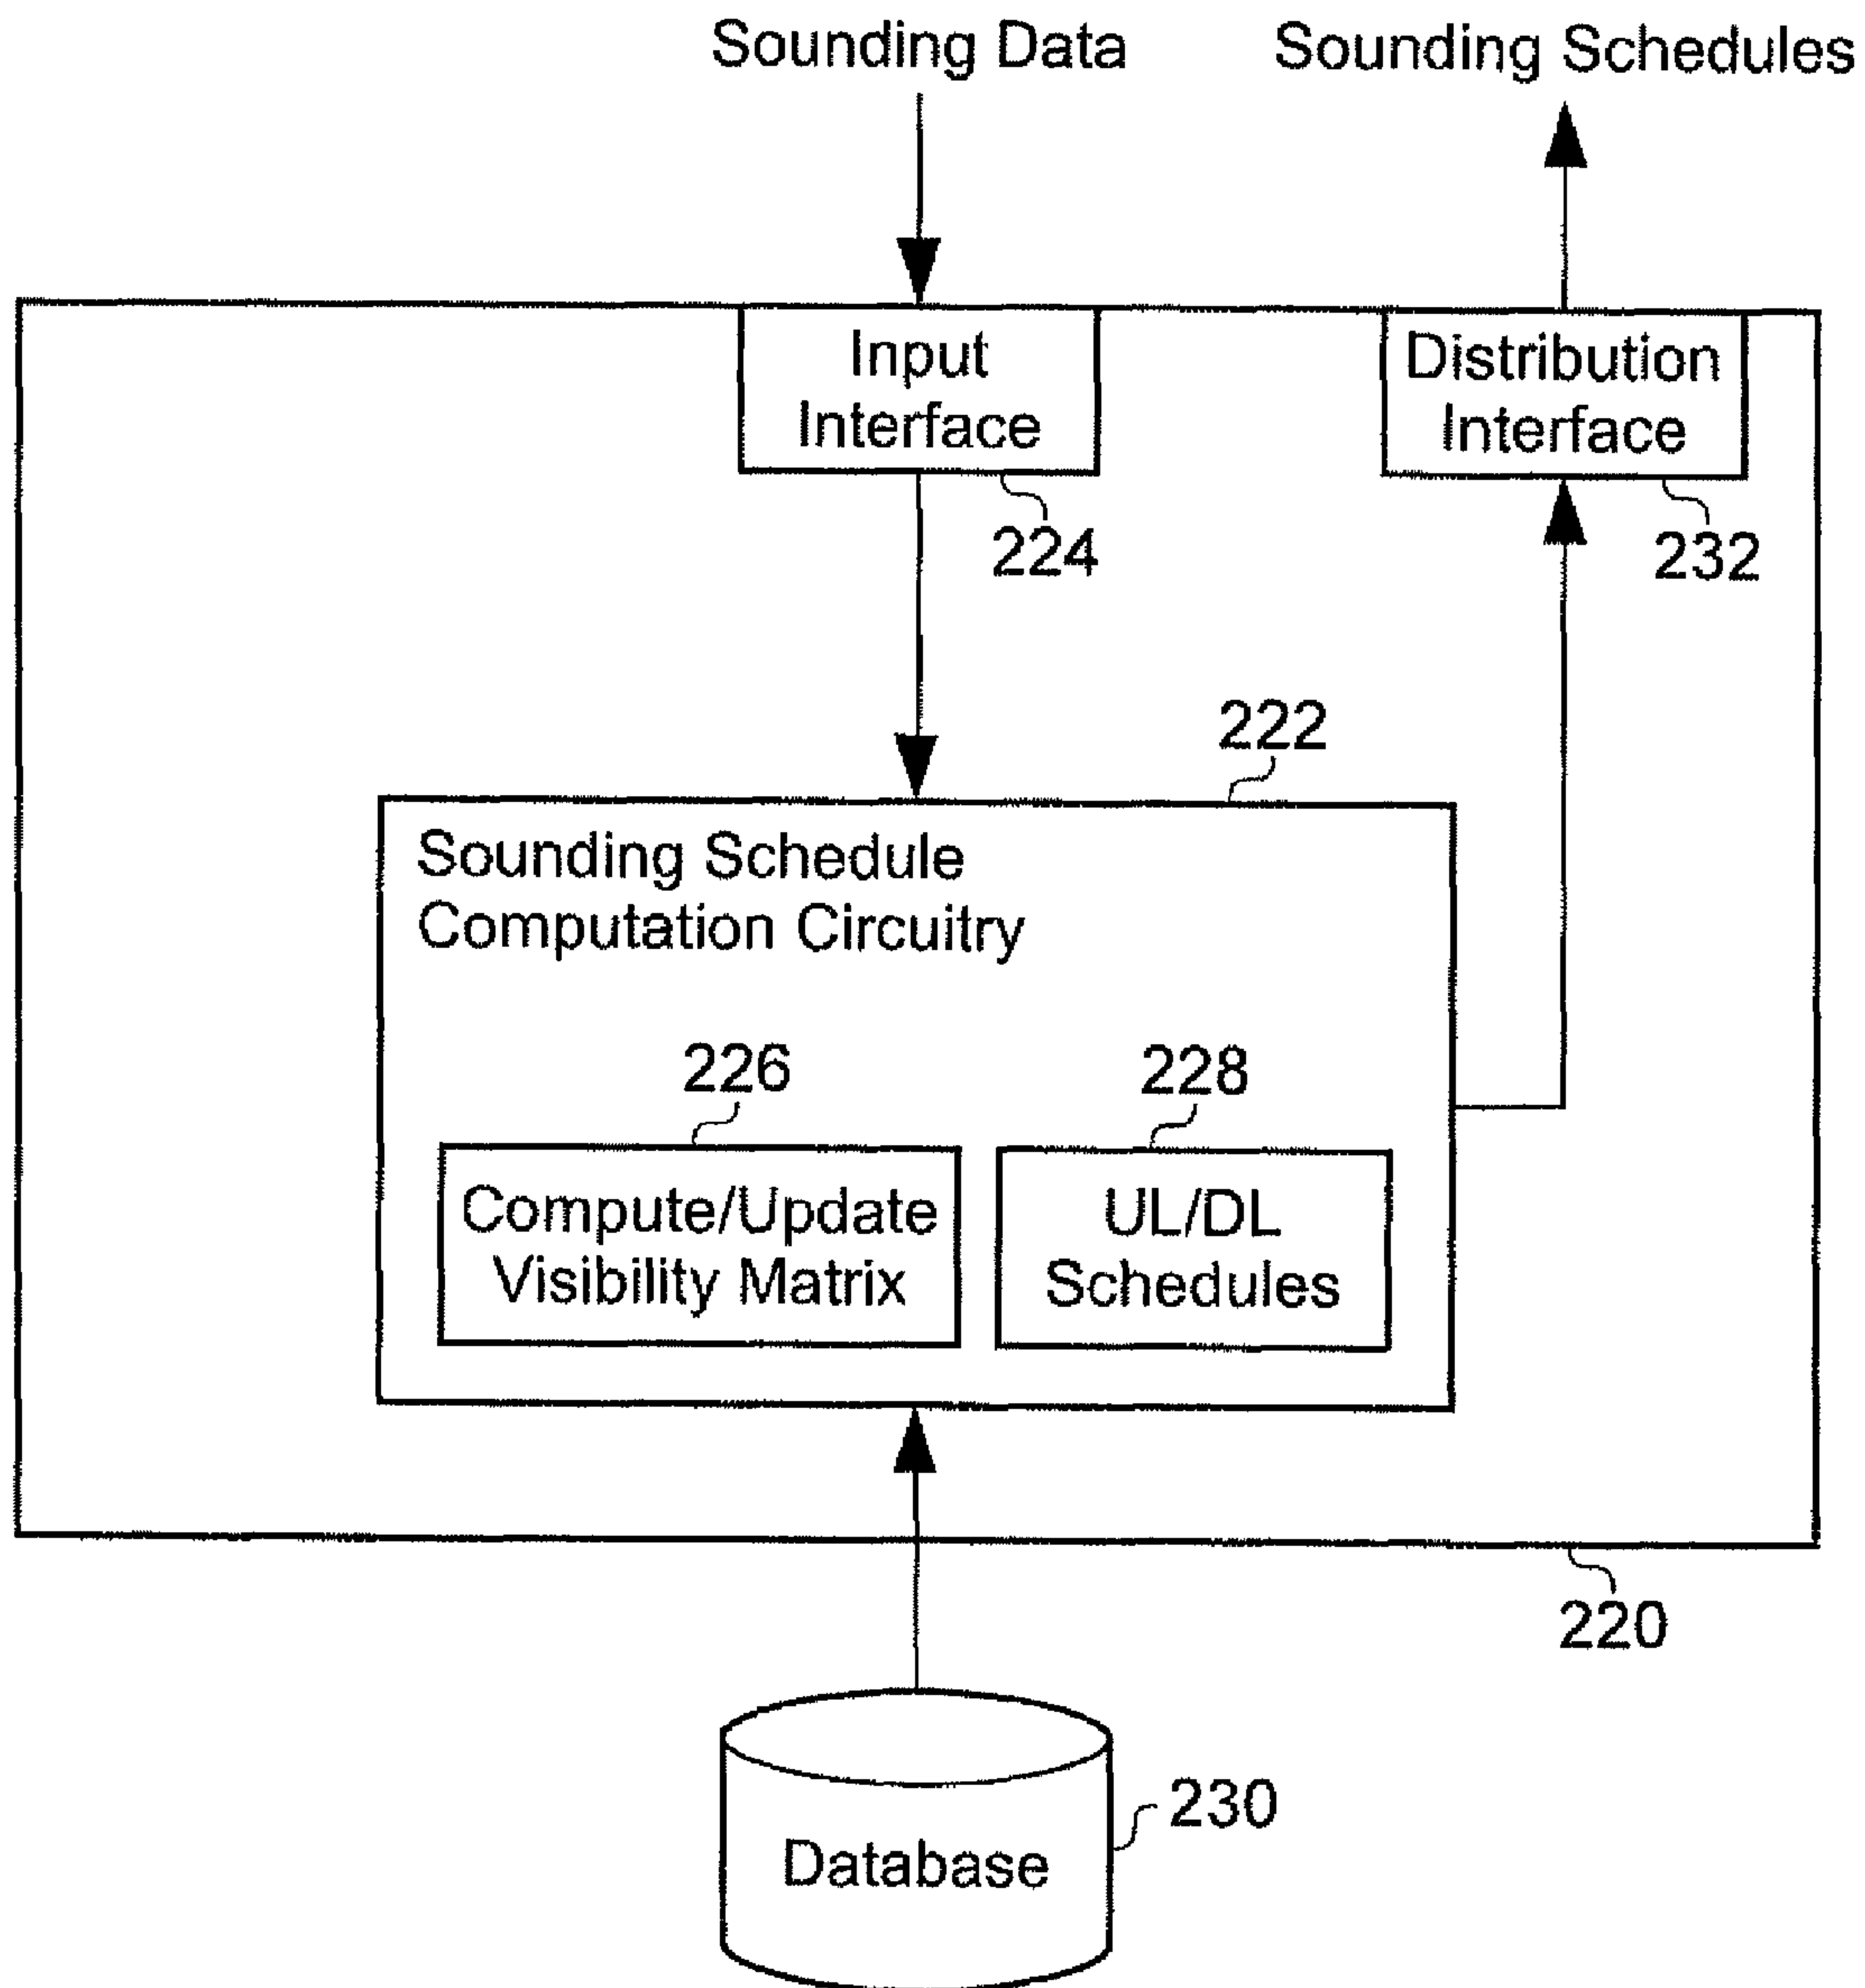 Sounding Data
Sounding Schedules
Input
Interface
Distribution
Interface
224
232
222
Sounding Schedule
Computation Circuitry
226
228
Compute/Update
Visibility Matrix
UL/DL
Schedules
220
230
Database